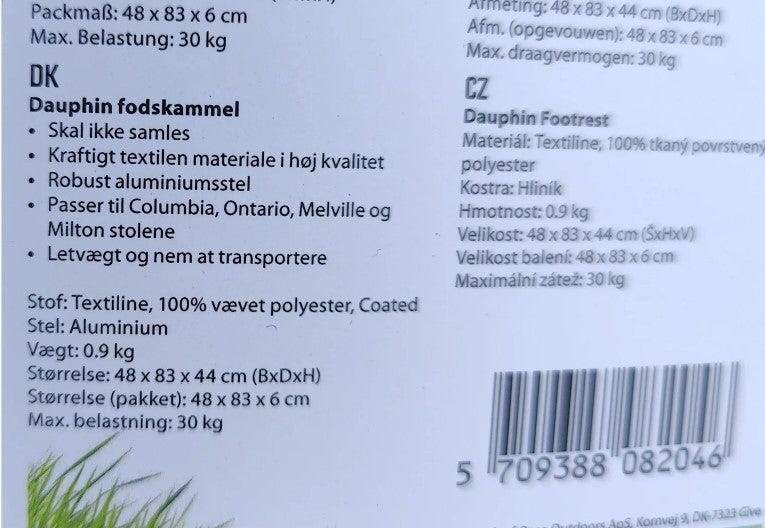 Packmaß: 48 x 83 x 6 cm
Max. Belastung: 30 kg
DK
Dauphin fodskammel
• Skal ikke samles
• Kraftigt textilen materiale i høj kvalitet
• Robust aluminiumsstel
• Passer til Columbia, Ontario, Melville og
Milton stolene
• Letvægt og nem at transportere
Stof: Textiline, 100% vævet polyester, Coated
Stel: Aluminium
Vægt: 0.9 kg
Størrelse: 48 x 83 x 44 cm (BxDxH)
Størrelse (pakket): 48 x 83 x 6 cm
Max. belastning: 30 kg
Afmeting: 48 x 83 x 44 cm (BxDxH)
Afm. (opgevouwen): 48 x 83 x 6 cm
Max. draagvermogen: 30 kg
CZ
Dauphin Footrest
Materiál: Textiline, 100% tkaný povrstvený
polyester
Kostra: Hliník
Hmotnost: 0.9 kg
Velikost: 48 x 83 x 44 cm (ŠxHxV)
Velikost balení: 48 x 83 x 6 cm
Maximální zátež: 30 kg
5 709388 082046
Outdoors ApS, Kornvej 9, DK-7323 Give